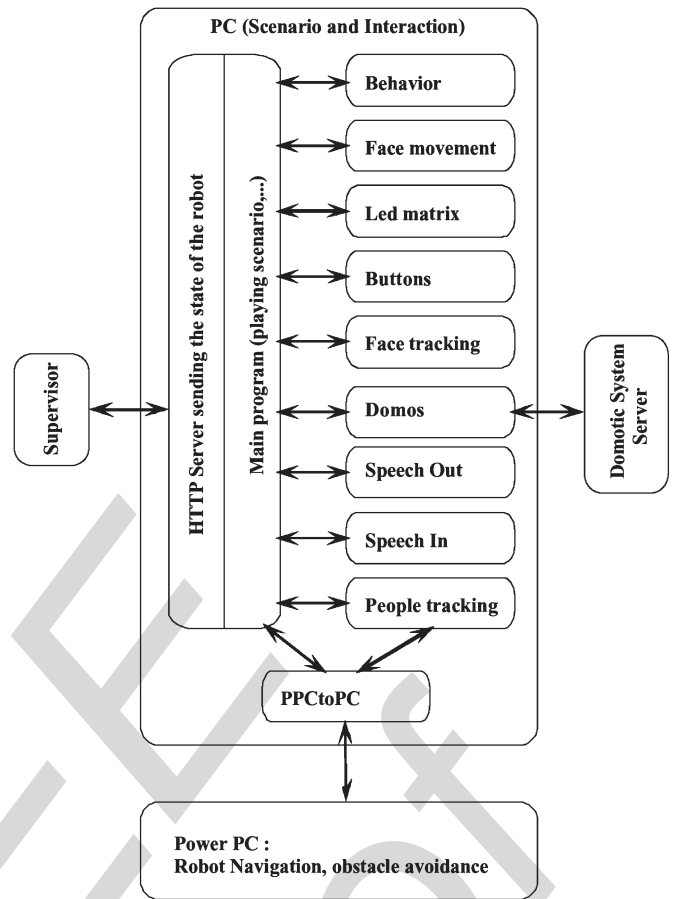 PC (Scenario and Interaction)
HTTP Server sending the state of the robot
Main program (playing scenario,...)
Behavior
Face movement
Led matrix
Buttons
Face tracking
Domos
Speech Out
Speech In
People tracking
Supervisor
Domotic System
Server
PPCtoPC
Power PC :
Robot Navigation, obstacle avoidance